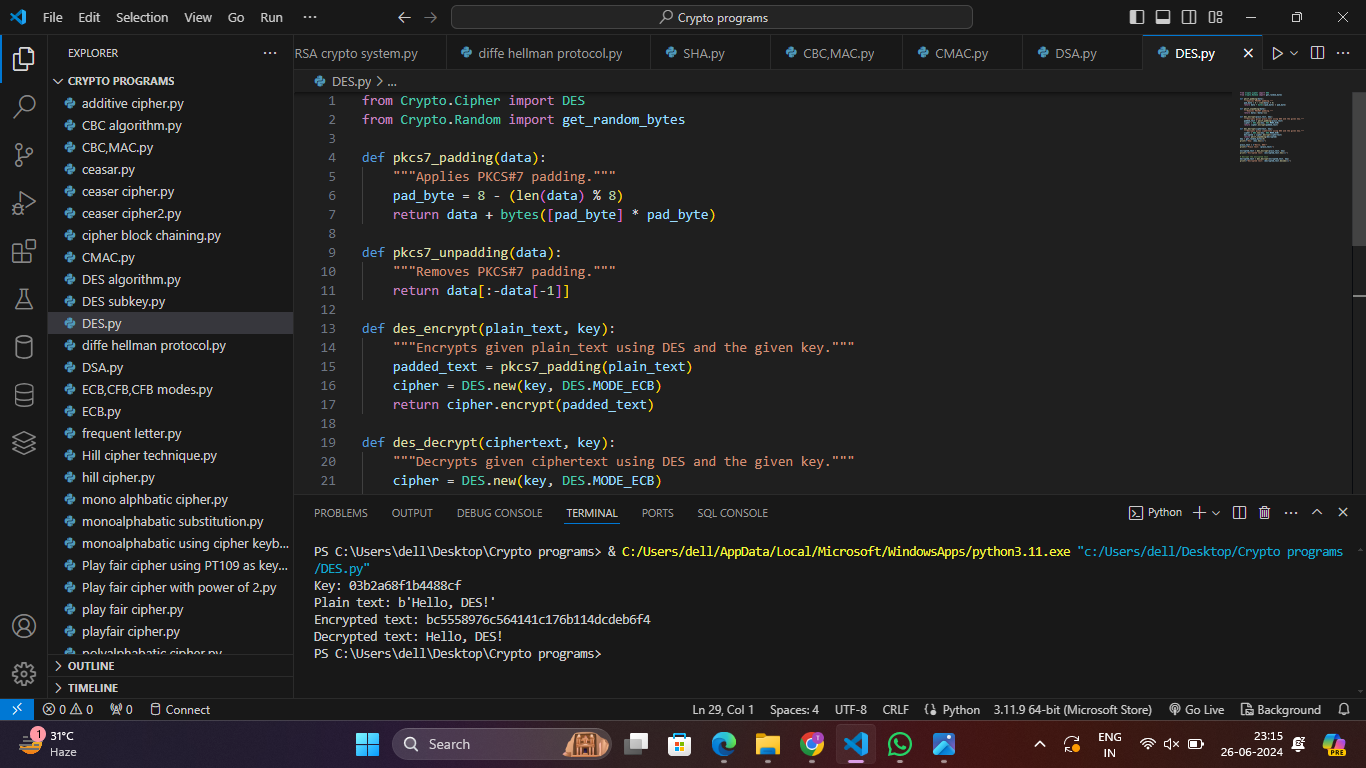 File Edit Selection View Go Run ···
Crypto programs
EXPLORER ···
CRYPTO PROGRAMS
additive cipher.py
CBC algorithm.py
CBC,MAC.py
ceasar.py
ceaser cipher.py
ceaser cipher2.py
cipher block chaining.py
CMAC.py
DES algorithm.py
DES subkey.py
DES.py
diffe hellman protocol.py
DSA.py
ECB,CFB,CFB modes.py
ECB.py
frequent letter.py
Hill cipher technique.py
hill cipher.py
mono alphbatic cipher.py
monoalphabatic substitution.py
monoalphabatic using cipher keyb...
Play fair cipher using PT109 as key...
Play fair cipher with power of 2.py
play fair cipher.py
playfair cipher.py
polyalphabatic cipher.py
OUTLINE
TIMELINE
RSA crypto system.py diffe hellman protocol.py SHA.py CBC,MAC.py CMAC.py DSA.py DES.py
DES.py > ...
1 from Crypto.Cipher import DES
2 from Crypto.Random import get_random_bytes
3
4 def pkcs7_padding(data):
5 """Applies PKCS#7 padding."""
6 pad_byte = 8 - (len(data) % 8)
7 return data + bytes([pad_byte] * pad_byte)
8
9 def pkcs7_unpadding(data):
10 """Removes PKCS#7 padding."""
11 return data[:-data[-1]]
12
13 def des_encrypt(plain_text, key):
14 """Encrypts given plain_text using DES and the given key."""
15 padded_text = pkcs7_padding(plain_text)
16 cipher = DES.new(key, DES.MODE_ECB)
17 return cipher.encrypt(padded_text)
18
19 def des_decrypt(ciphertext, key):
20 """Decrypts given ciphertext using DES and the given key."""
21 cipher = DES.new(key, DES.MODE_ECB)
PROBLEMS OUTPUT DEBUG CONSOLE TERMINAL PORTS SQL CONSOLE Python
PS C:\Users\dell\Desktop\Crypto programs> & C:/Users/dell/AppData/Local/Microsoft/WindowsApps/python3.11.exe "c:/Users/dell/Desktop/Crypto programs
/DES.py"
Key: 03b2a68f1b4488cf
Plain text: b'Hello, DES!'
Encrypted text: bc5558976c564141c176b114dcdeb6f4
Decrypted text: Hello, DES!
PS C:\Users\dell\Desktop\Crypto programs>
0 0 0 Connect Ln 29, Col 1 Spaces: 4 UTF-8 CRLF Python 3.11.9 64-bit (Microsoft Store) Go Live Background
1 31°C
Haze
Search
ENG
IN
23:15
26-06-2024
PRE